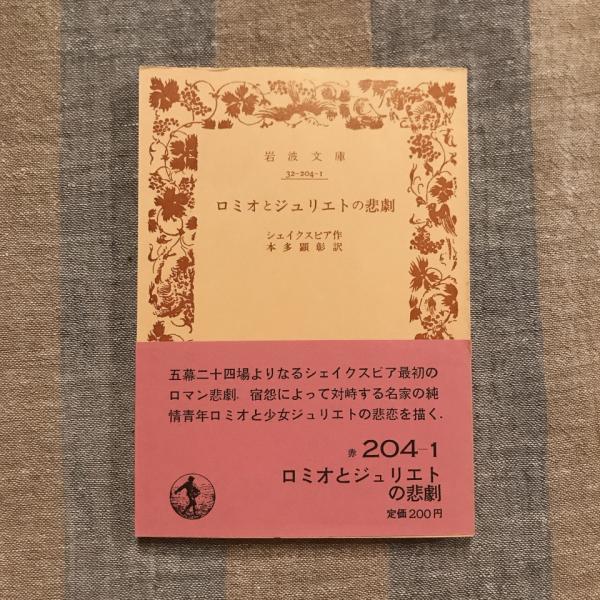 岩波文庫
32-204-1
ロミオとジュリエトの悲劇
シェイクスピア作
本多顕彰訳
五幕二十四場よりなるシェイクスピア最初の
ロマン悲劇．宿怨によって対峙する名家の純
情青年ロミオと少女ジュリエトの悲恋を描く．
赤 204-1
ロミオとジュリエト
の悲劇
定価200円